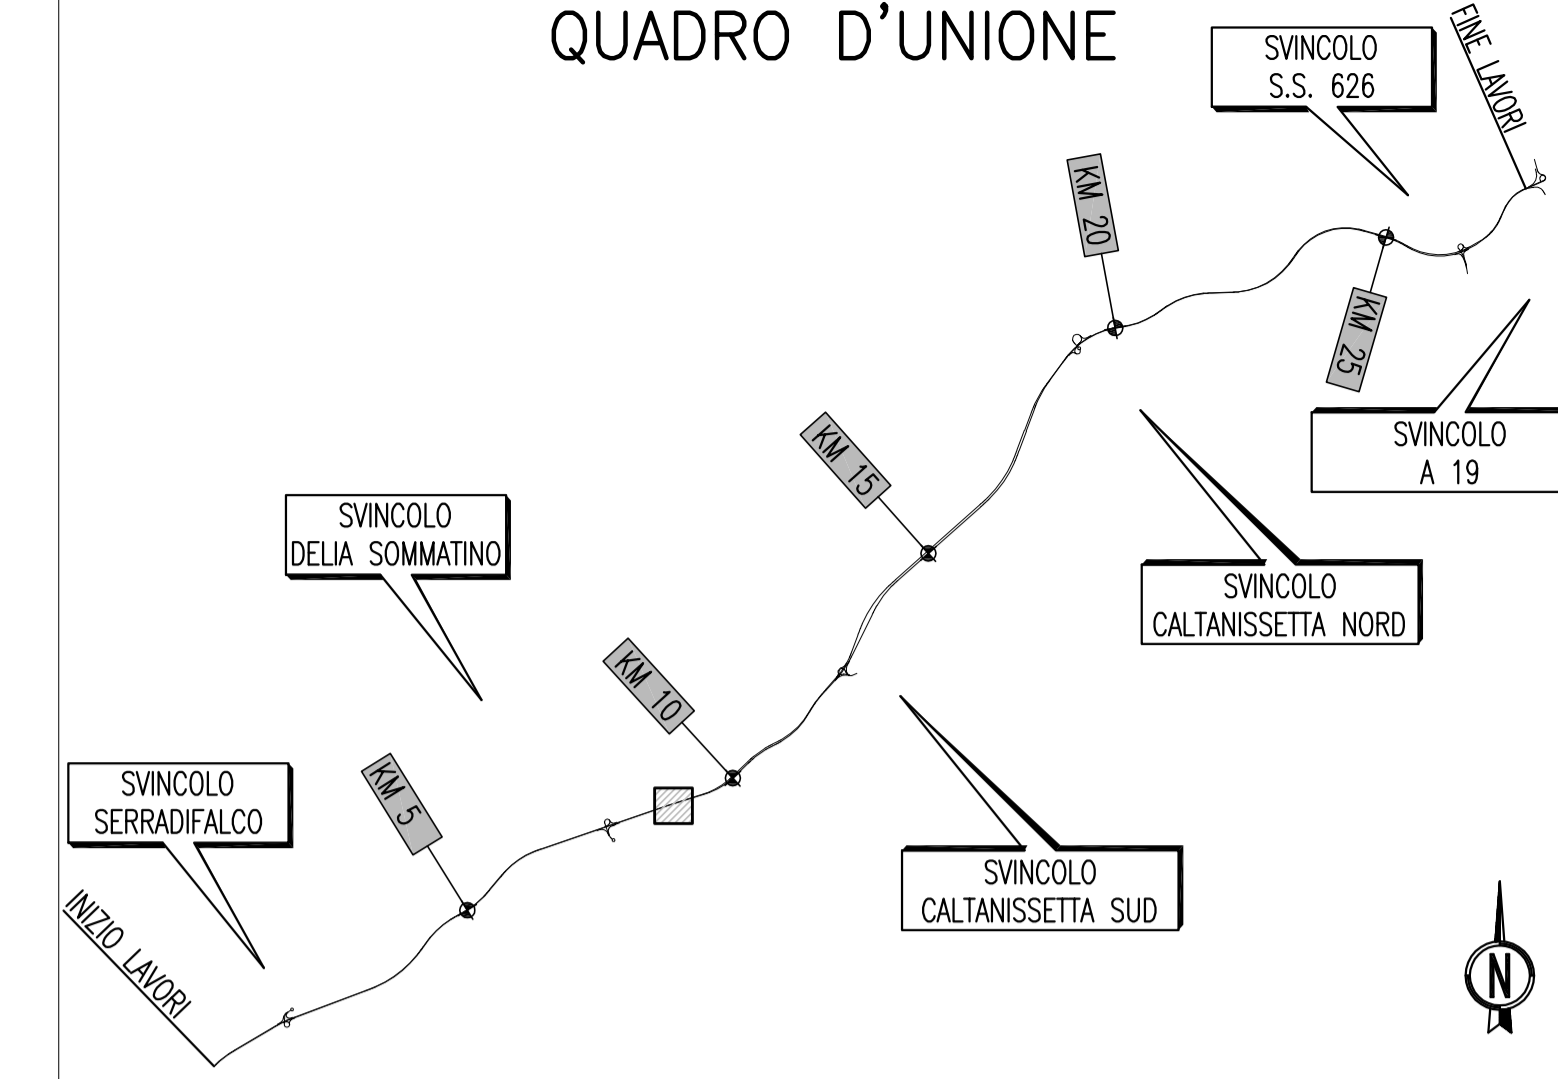 QUADRO D'UNIONE
SVINCOLO
S.S. 626
FINE LAVORI
KM 20
KM 25
SVINCOLO
A 19
KM 15
SVINCOLO
DELIA SOMMATINO
SVINCOLO
CALTANISSETTA NORD
KM 10
KM 5
SVINCOLO
SERRADIFALCO
SVINCOLO
CALTANISSETTA SUD
INIZIO LAVORI
N